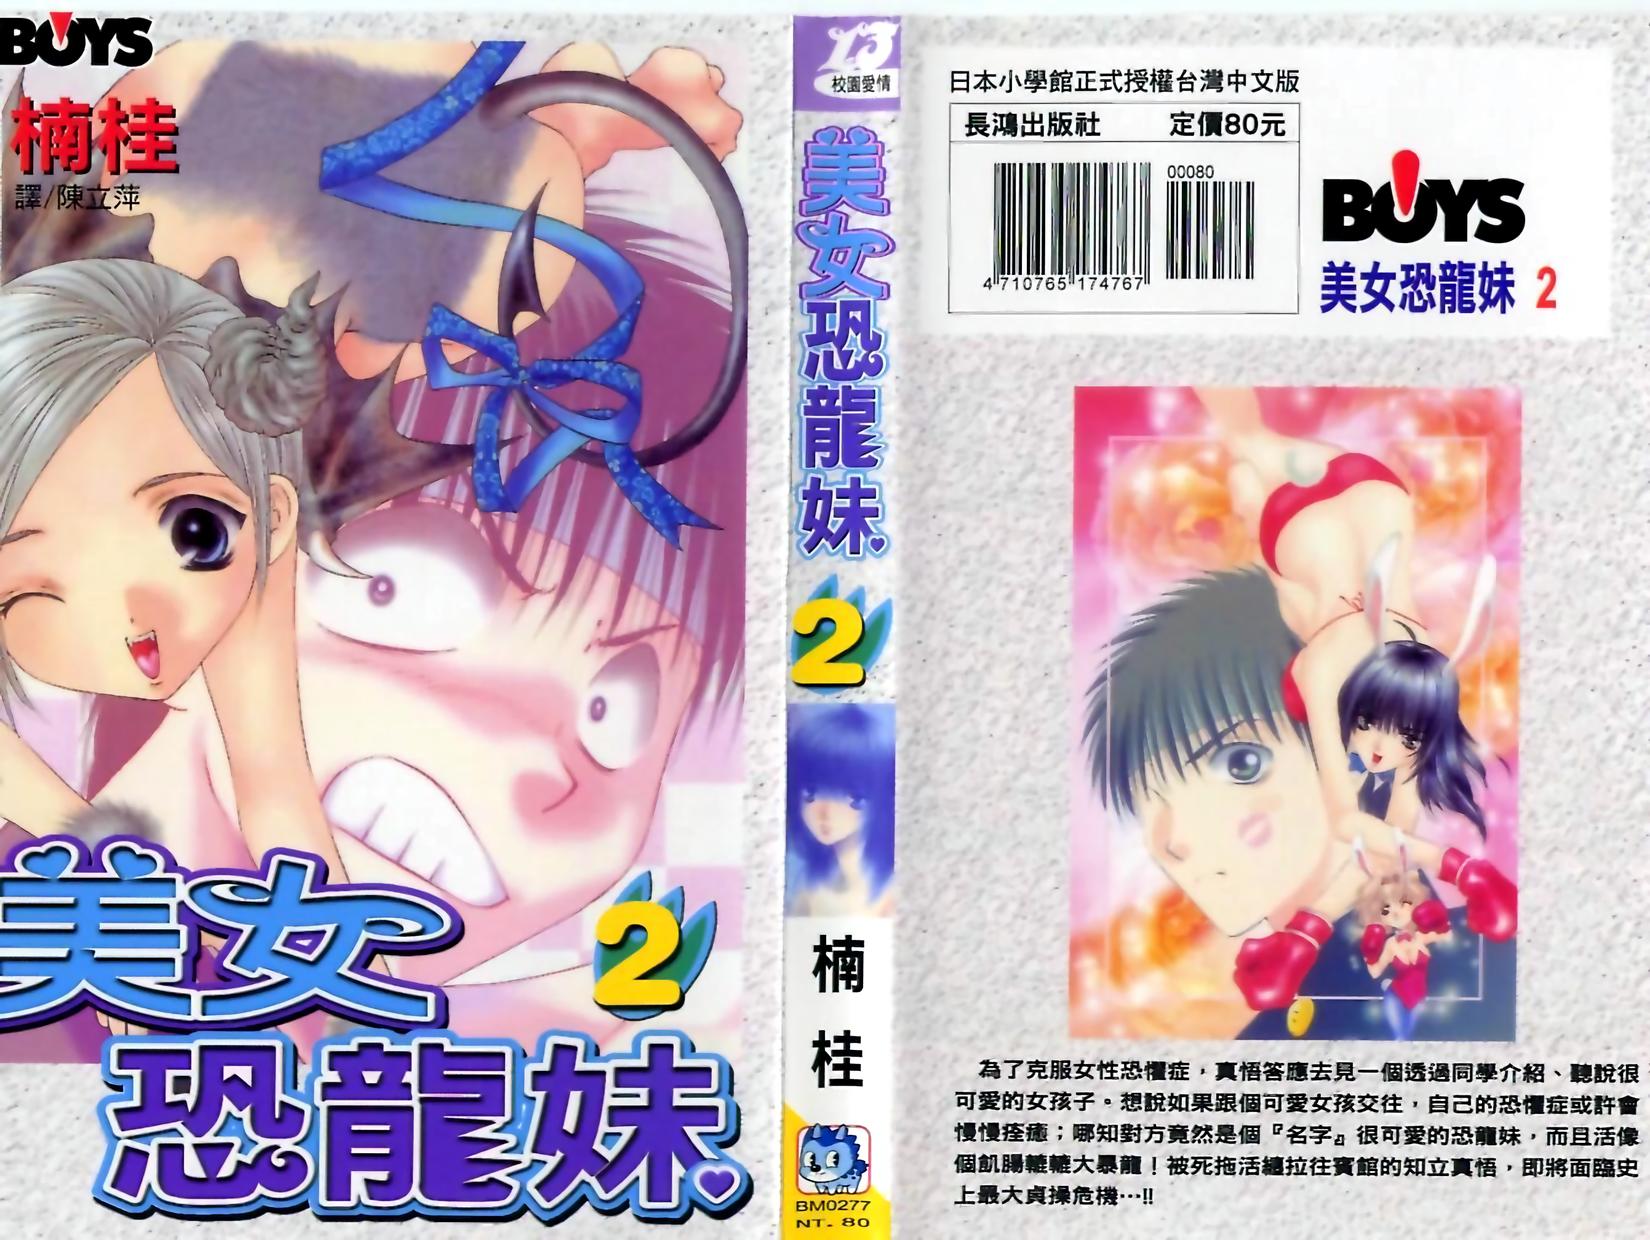 BOYS
楠桂
譯/陳立萍
美女
2
恐龍妹
13
校園愛情
美女恐龍妹
2
楠桂
BM0277
NT. 80
日本小學館正式授權台灣中文版
長鴻出版社 定價80元
00080
4 710765 174767
BOYS
美女恐龍妹 2
為了克服女性恐懼症，真悟答應去見一個透過同學介紹、聽說很
可愛的女孩子。想說如果跟個可愛女孩交往，自己的恐懼症或許會
慢慢痊癒；哪知對方竟然是個『名字』很可愛的恐龍妹，而且活像
個飢腸轆轆大暴龍！被死拖活纏拉往賓館的知立真悟，即將面臨史
上最大貞操危機…!!